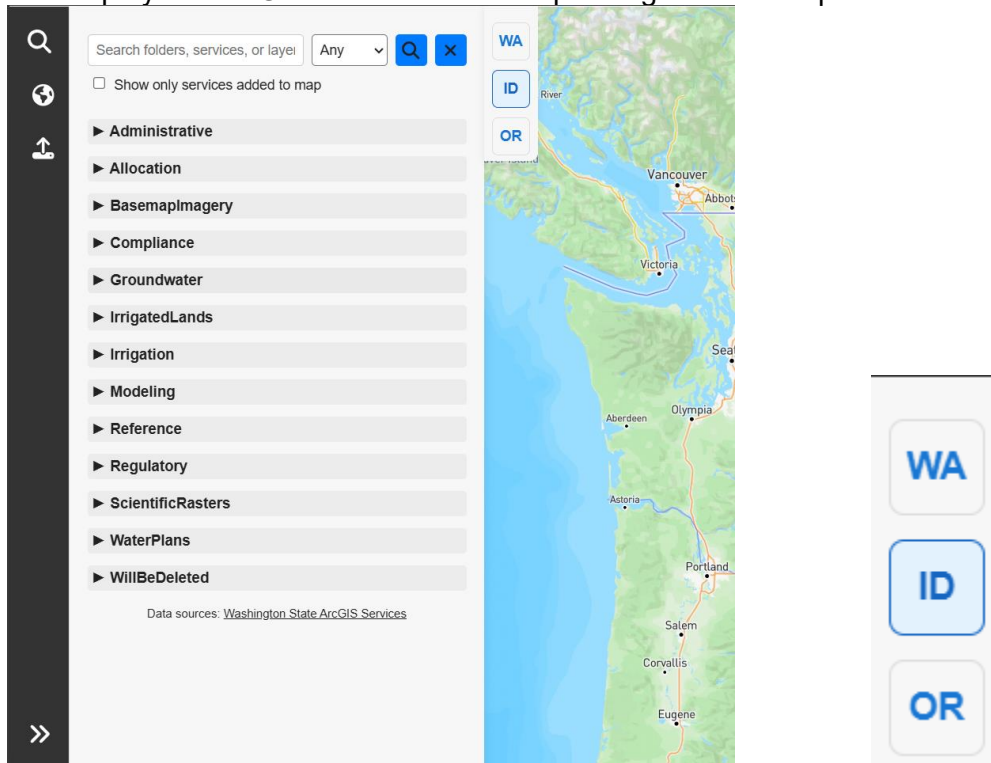 Search folders, services, or layer
Any
Show only services added to map
► Administrative
► Allocation
► BasemapImagery
► Compliance
► Groundwater
► IrrigatedLands
► Irrigation
► Modeling
► Reference
► Regulatory
► ScientificRasters
► WaterPlans
► WillBeDeleted
Data sources: Washington State ArcGIS Services
WA
ID
OR
River
Vancouver
Abbot
Victoria
Sea
Olympia
Aberdeen
Astoria
Portland
Salem
Corvallis
Eugene
WA
ID
OR